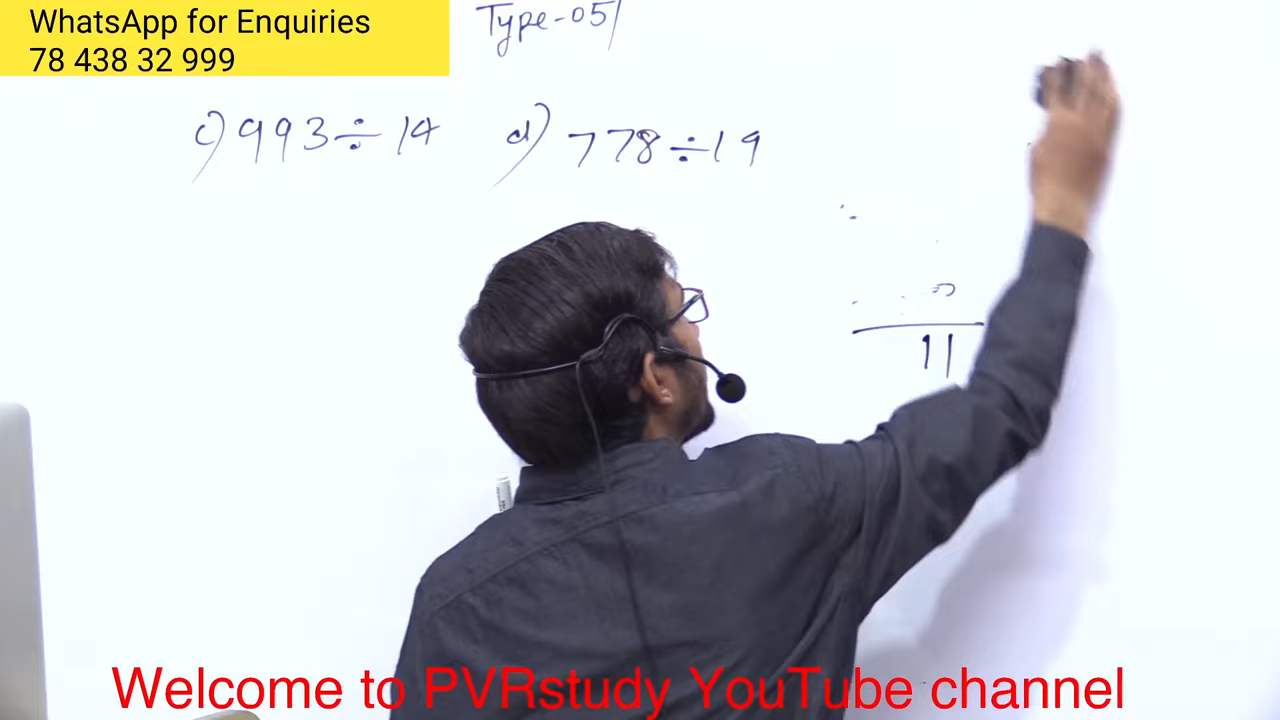 WhatsApp for Enquiries
78 438 32 999
Type-05/
c) 993÷14 d) 778÷19
11
Welcome to PVRstudy YouTube channel